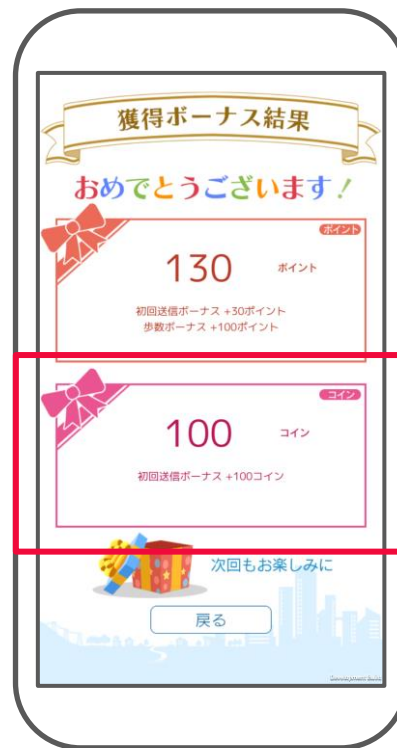 獲得ボーナス結果
おめでとうございます!
ポイント
130 ポイント
初回送信ボーナス +30ポイント
歩数ボーナス +100ポイント
コイン
100 コイン
初回送信ボーナス +100コイン
次回もお楽しみに
戻る
Development Build